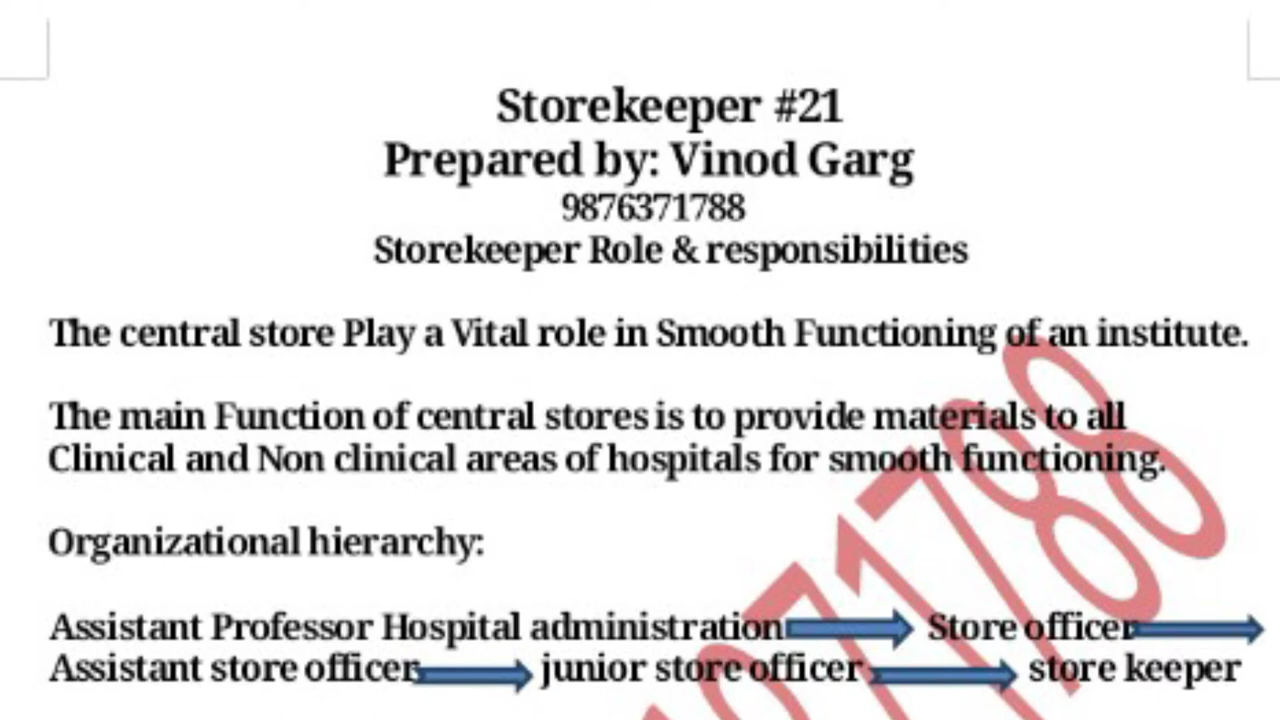 Storekeeper #21
Prepared by: Vinod Garg
9876371788
Storekeeper Role & responsibilities
The central store Play a Vital role in Smooth Functioning of an institute.
The main Function of central stores is to provide materials to all
Clinical and Non clinical areas of hospitals for smooth functioning.
Organizational hierarchy:
Assistant Professor Hospital administration Store officer
Assistant store officer junior store officer store keeper
71788